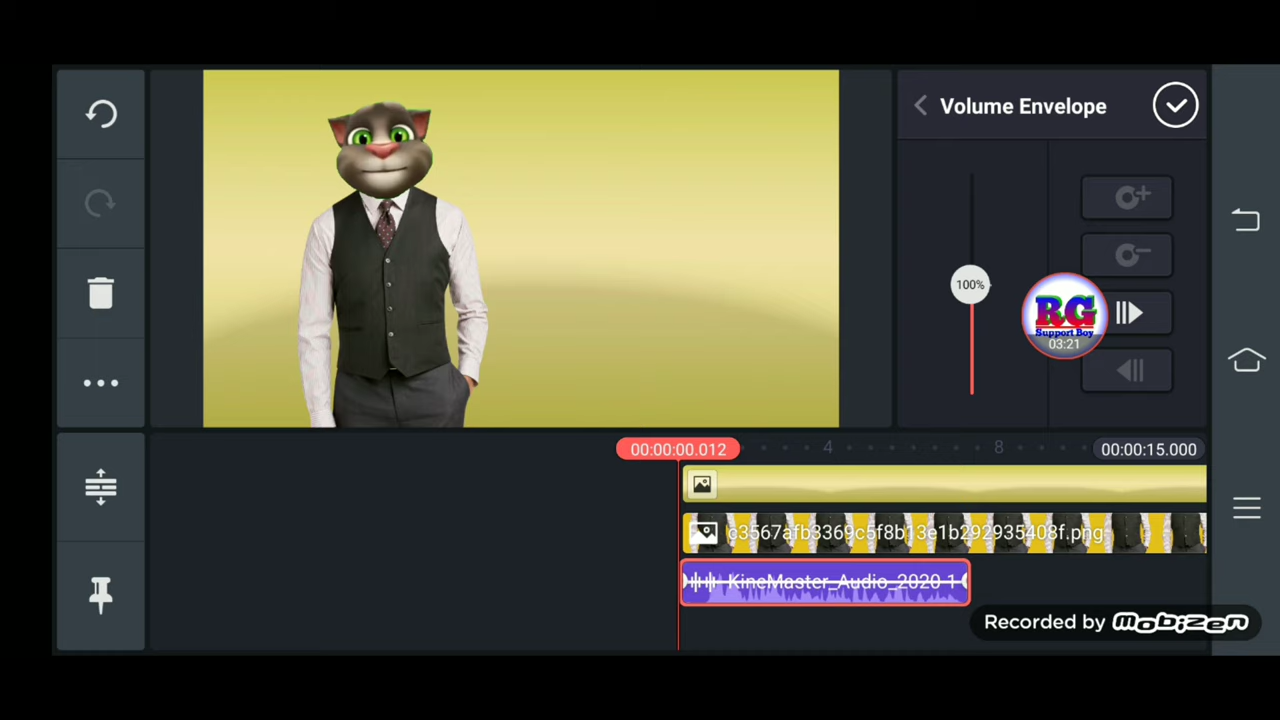 Volume Envelope
100%
RG
Support Boy
03:21
00:00:00.012
4
8
00:00:15.000
c3567afb3369c5f8b13e1b292935408f.png
KineMaster_Audio_2020 1
Recorded by mobizen